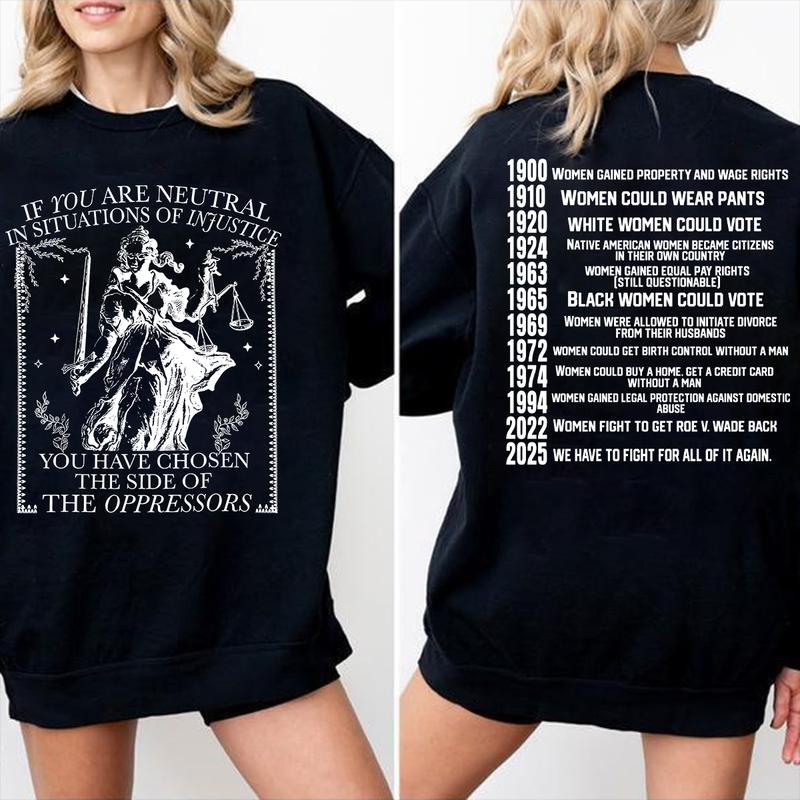 IF YOU ARE NEUTRAL
IN SITUATIONS OF INJUSTICE
YOU HAVE CHOSEN
THE SIDE OF
THE OPPRESSORS
1900 WOMEN GAINED PROPERTY AND WAGE RIGHTS
1910 WOMEN COULD WEAR PANTS
1920 WHITE WOMEN COULD VOTE
1924 NATIVE AMERICAN WOMEN BECAME CITIZENS
IN THEIR OWN COUNTRY
1963 WOMEN GAINED EQUAL PAY RIGHTS
(STILL QUESTIONABLE)
1965 BLACK WOMEN COULD VOTE
1969 WOMEN WERE ALLOWED TO INITIATE DIVORCE
FROM THEIR HUSBANDS
1972 WOMEN COULD GET BIRTH CONTROL WITHOUT A MAN
1974 WOMEN COULD BUY A HOME. GET A CREDIT CARD
WITHOUT A MAN
1994 WOMEN GAINED LEGAL PROTECTION AGAINST DOMESTIC
ABUSE
2022 WOMEN FIGHT TO GET ROE V. WADE BACK
2025 WE HAVE TO FIGHT FOR ALL OF IT AGAIN.